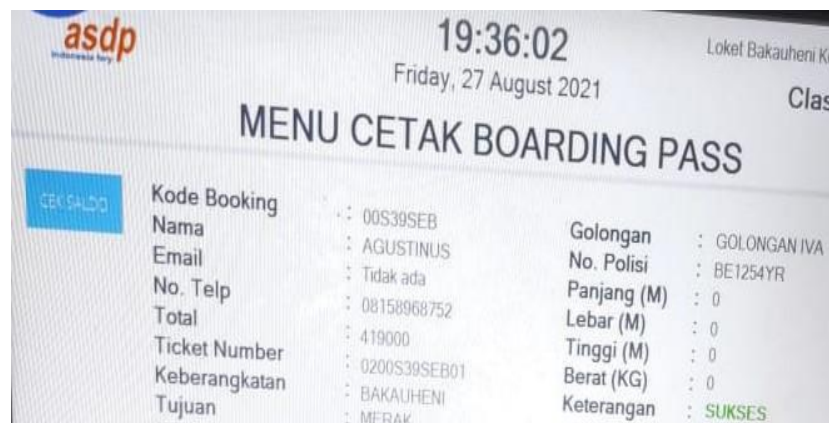 asdp
Indonesia ferry
19:36:02
Friday, 27 August 2021
Loket Bakauheni
MENU CETAK BOARDING PASS
CEK SALDO
Kode Booking : 00S39SEB
Nama : AGUSTINUS
Email : Tidak ada
No. Telp : 08158968752
Total : 419000
Ticket Number : 0200S39SEB01
Keberangkatan : BAKAUHENI
Tujuan : MERAK
Golongan : GOLONGAN IVA
No. Polisi : BE1254YR
Panjang (M) : 0
Lebar (M) : 0
Tinggi (M) : 0
Berat (KG) : 0
Keterangan : SUKSES